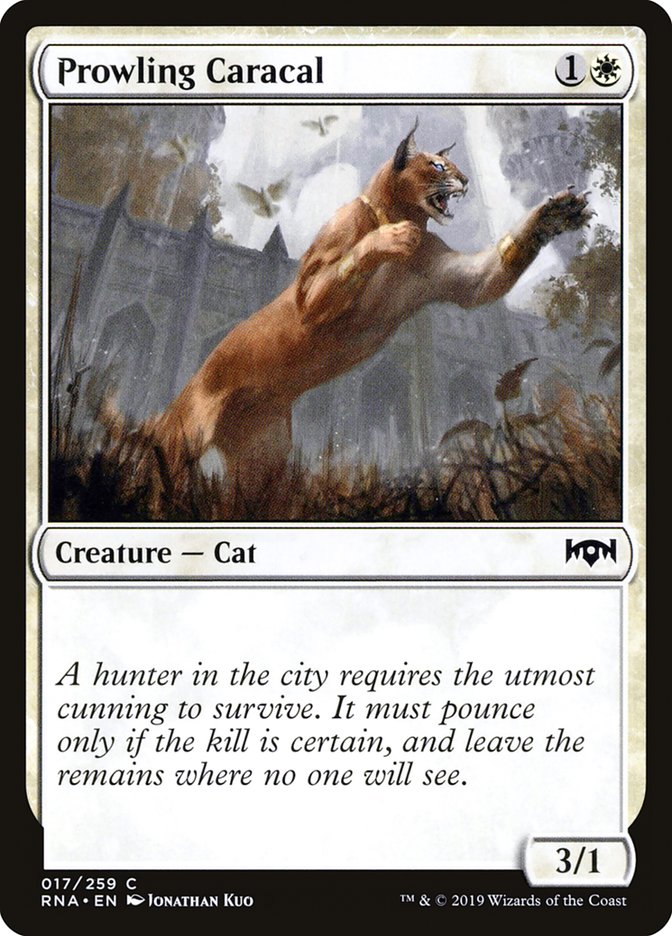 Prowling Caracal 1
Creature — Cat
A hunter in the city requires the utmost
cunning to survive. It must pounce
only if the kill is certain, and leave the
remains where no one will see.
3/1
017/259 C
RNA • EN Jonathan Kuo
™ & © 2019 Wizards of the Coast